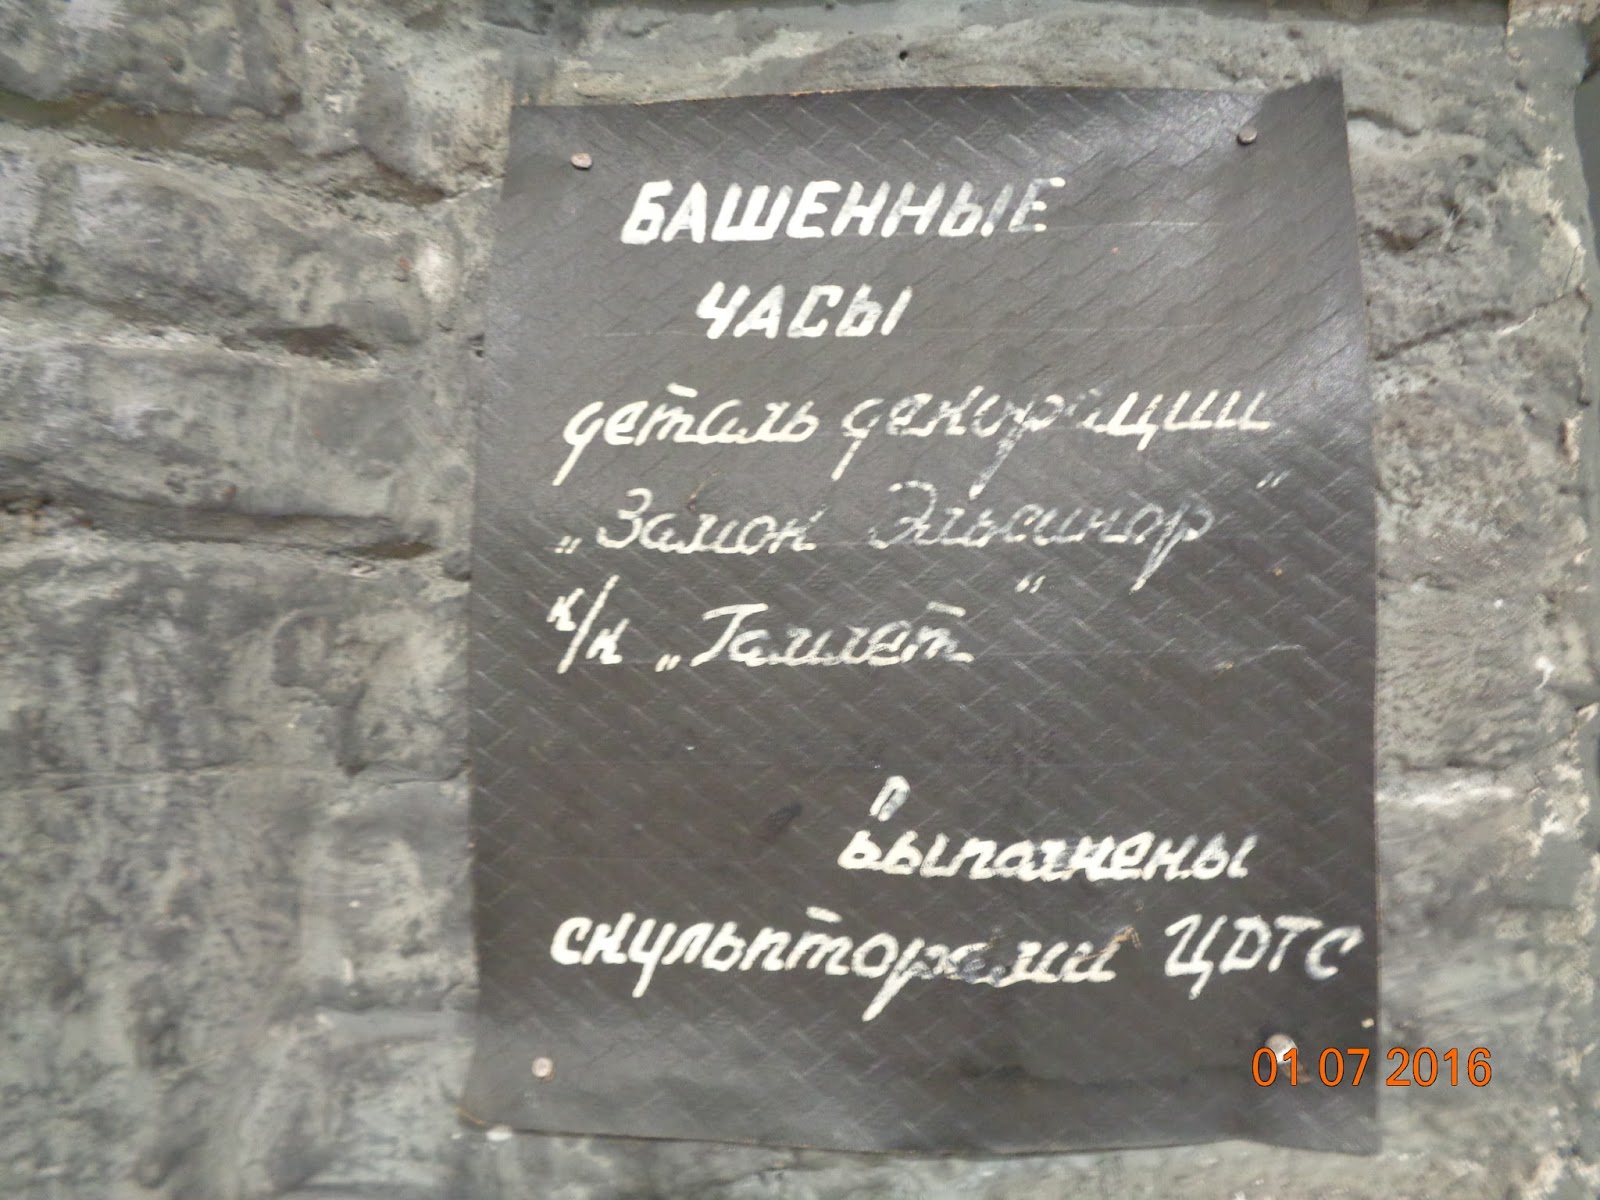 БАШЕННЫЕ
ЧАСЫ
деталь декорации
„Замок Эльсинор"
к/к „Гамлет"
Выполнены
скульпторами ЦДТС
01 07 2016